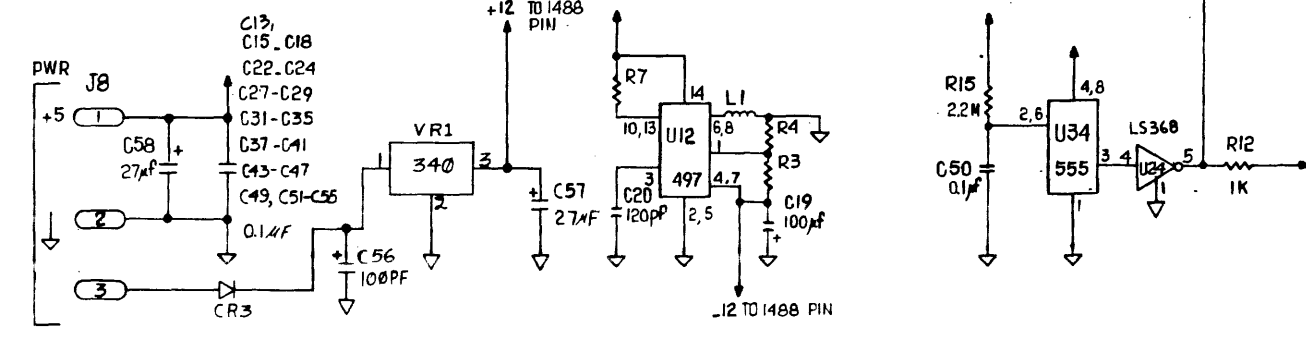 PWR
J8
+5
1
2
3
C58
27µf
+
C13,
C15_C18
C22_C24
C27-C29
C31-C35
C37-C41
C43-C47
C49, C51-C55
0.1µF
CR3
+
C56
100PF
VR1
1
340
3
2
+12 TO 1488
PIN
+
C57
27µF
R7
10,13
14
U12
497
6,8
1
4,7
3
2,5
L1
R4
R3
C20
120pF
C19
100µf
+
-12 TO 1488 PIN
R15
2.2M
C50
0.1µf
2,6
4,8
U34
555
3
1
LS368
4
U24
5
1
R12
1K